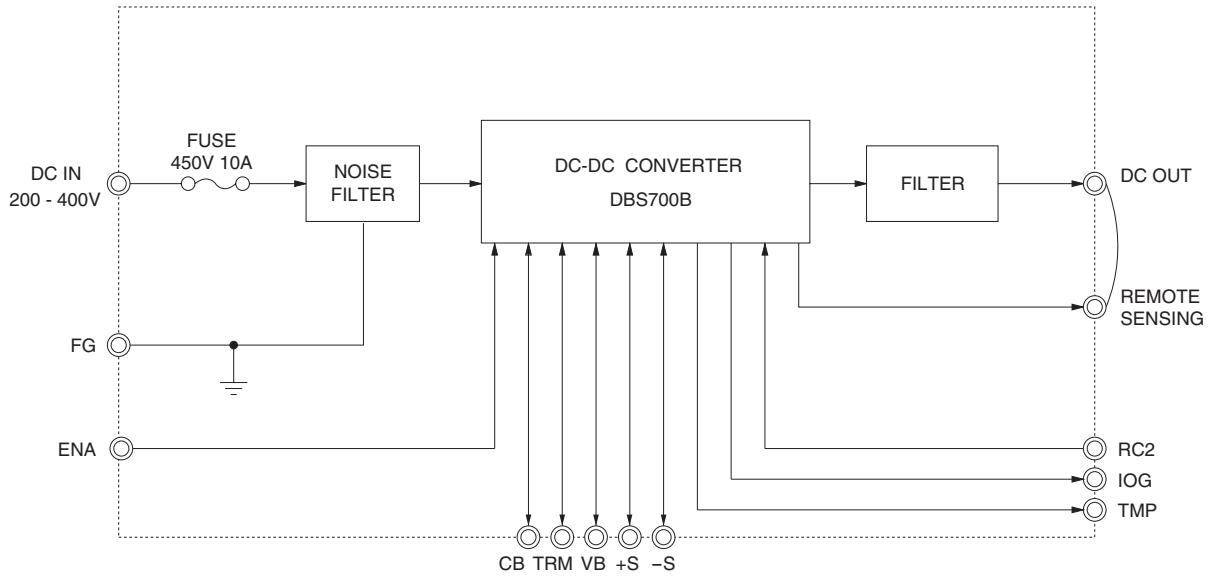 FUSE
450V 10A
DC IN
200 - 400V
NOISE
FILTER
DC-DC CONVERTER
DBS700B
FILTER
DC OUT
REMOTE
SENSING
FG
ENA
RC2
IOG
TMP
CB TRM VB +S −S